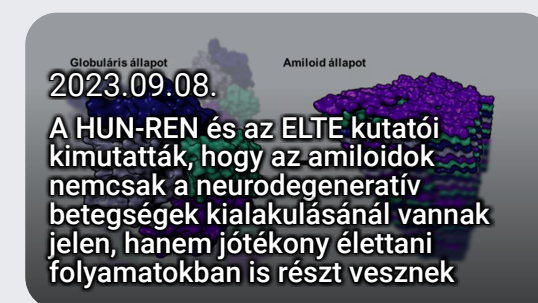 Globuláris állapot Amiloid állapot
2023.09.08.
A HUN-REN és az ELTE kutatói
kimutatták, hogy az amiloidok
nemcsak a neurodegeneratív
betegségek kialakulásánál vannak
jelen, hanem jótékony élettani
folyamatokban is részt vesznek